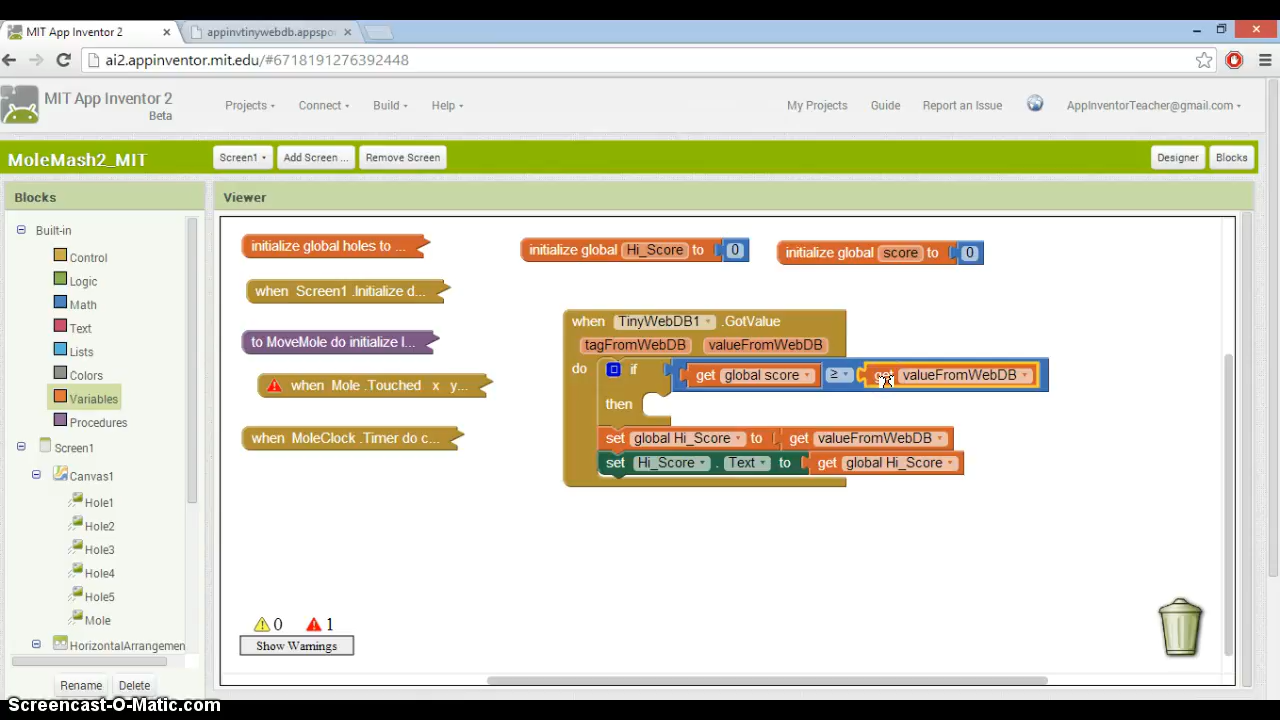 MIT App Inventor 2
appinvtinywebdb.appspo
ai2.appinventor.mit.edu/#6718191276392448
MIT App Inventor 2
Beta
Projects
Connect
Build
Help
My Projects
Guide
Report an Issue
AppInventorTeacher@gmail.com
MoleMash2_MIT
Screen1
Add Screen ...
Remove Screen
Designer
Blocks
Blocks
Viewer
Built-in
Control
Logic
Math
Text
Lists
Colors
Variables
Procedures
Screen1
Canvas1
Hole1
Hole2
Hole3
Hole4
Hole5
Mole
HorizontalArrangemen
Rename
Delete
initialize global holes to ...
initialize global Hi_Score to 0
initialize global score to 0
when Screen1 .Initialize d...
to MoveMole do initialize l...
when Mole .Touched x y...
when MoleClock .Timer do c...
when TinyWebDB1 .GotValue
tagFromWebDB valueFromWebDB
do if get global score ≥ get valueFromWebDB
then
set global Hi_Score to get valueFromWebDB
set Hi_Score . Text to get global Hi_Score
0 1
Show Warnings
Screencast-O-Matic.com